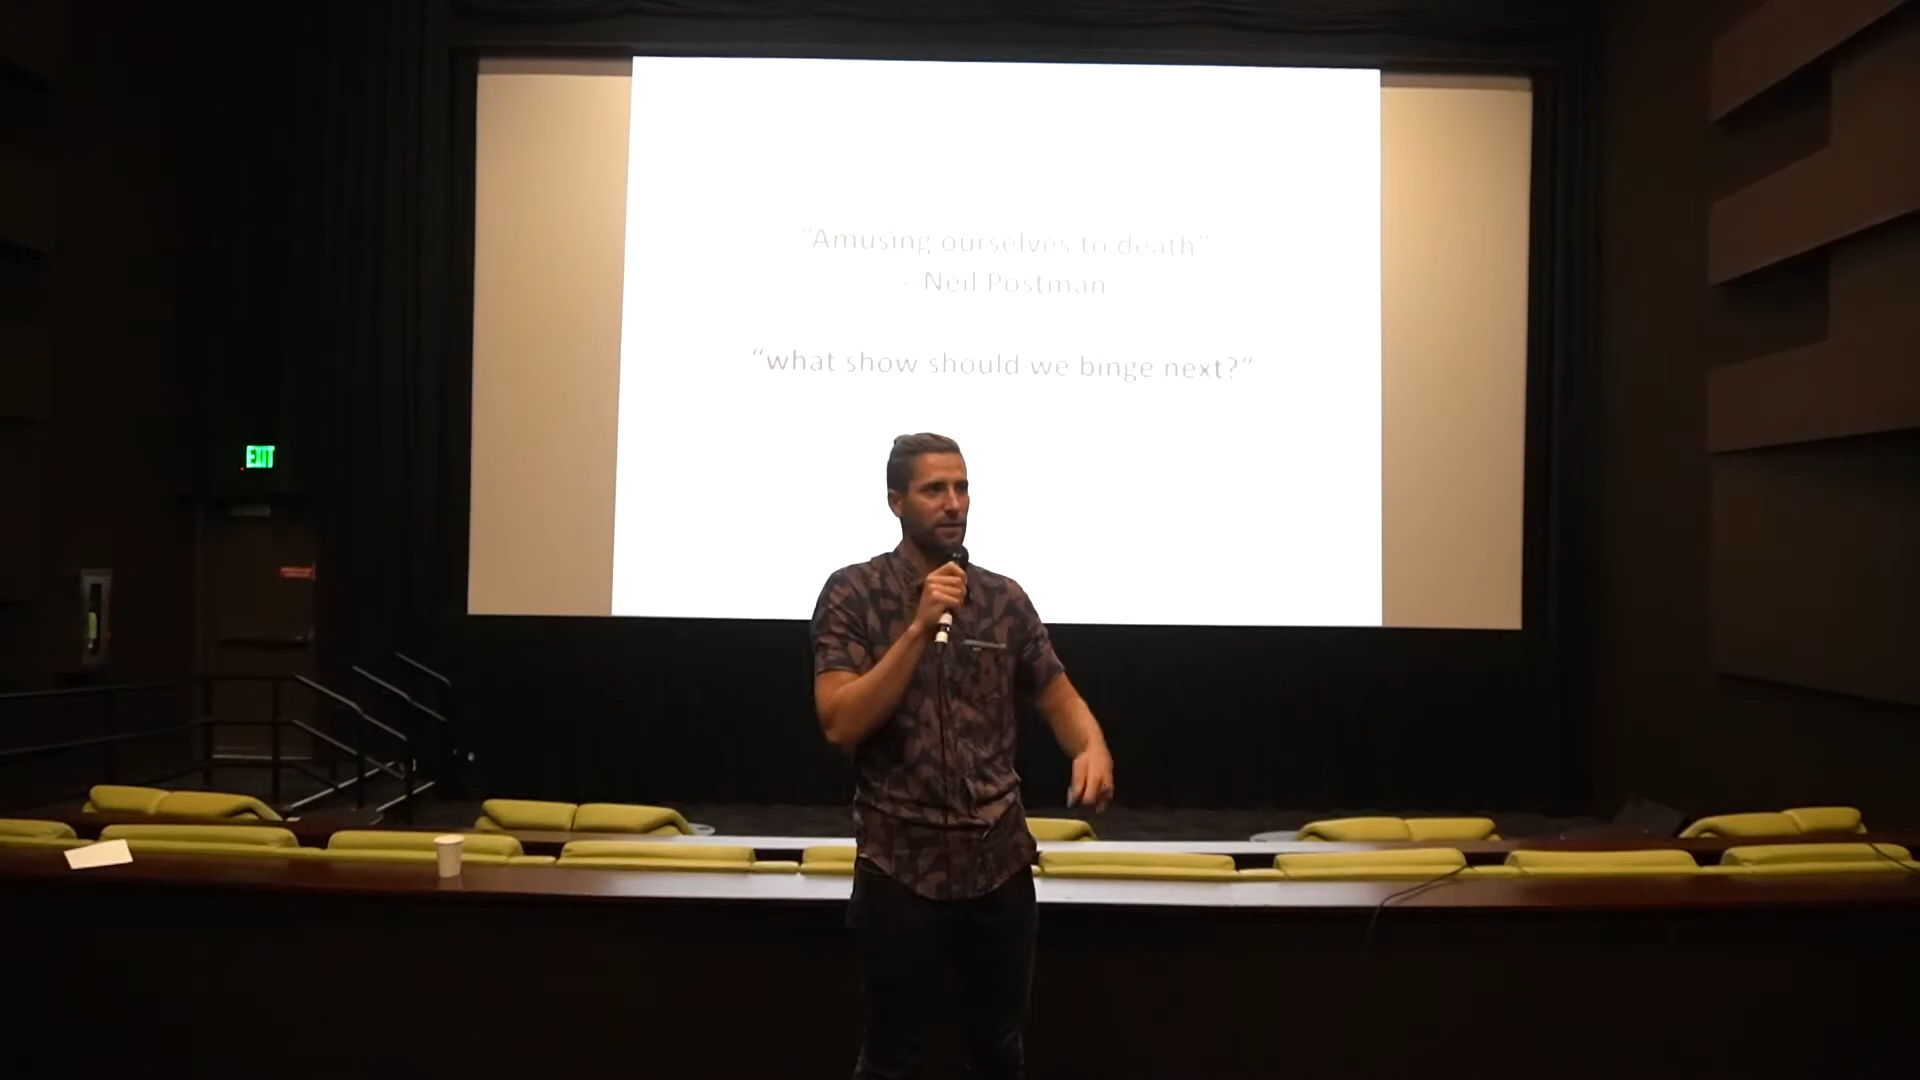 “Amusing ourselves to death”
--Neil Postman
“what show should we binge next?”
EXIT